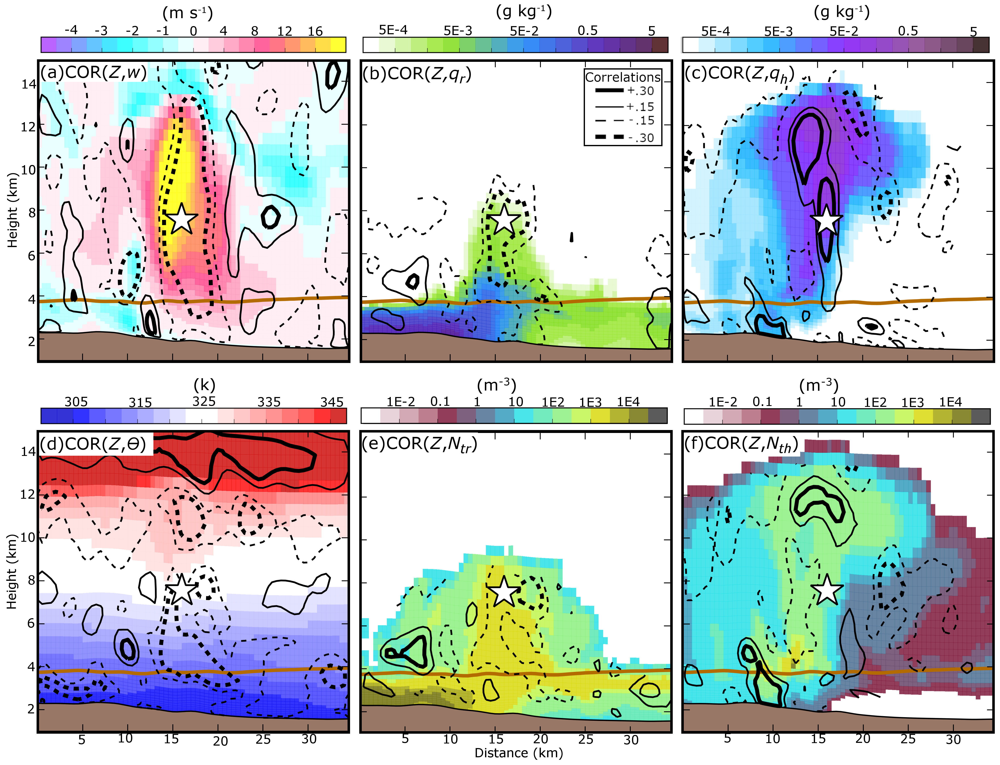 (m s-1)
-4 -3 -2 -1 0 4 8 12 16
(g kg-1)
5E-4 5E-3 5E-2 0.5 5
(g kg-1)
5E-4 5E-3 5E-2 0.5 5
(a)COR(Z,w)
(b)COR(Z,qr)
(c)COR(Z,qh)
Correlations
+.30
+.15
-.15
-.30
14
12
10
8
6
4
2
Height (km)
(k)
305 315 325 335 345
(m-3)
1E-2 0.1 1 10 1E2 1E3 1E4
(m-3)
1E-2 0.1 1 10 1E2 1E3 1E4
(d)COR(Z,Θ)
(e)COR(Z,Ntr)
(f)COR(Z,Nth)
14
12
10
8
6
4
2
Height (km)
5 10 15 20 25 30
5 10 15 20 25 30
5 10 15 20 25 30
Distance (km)